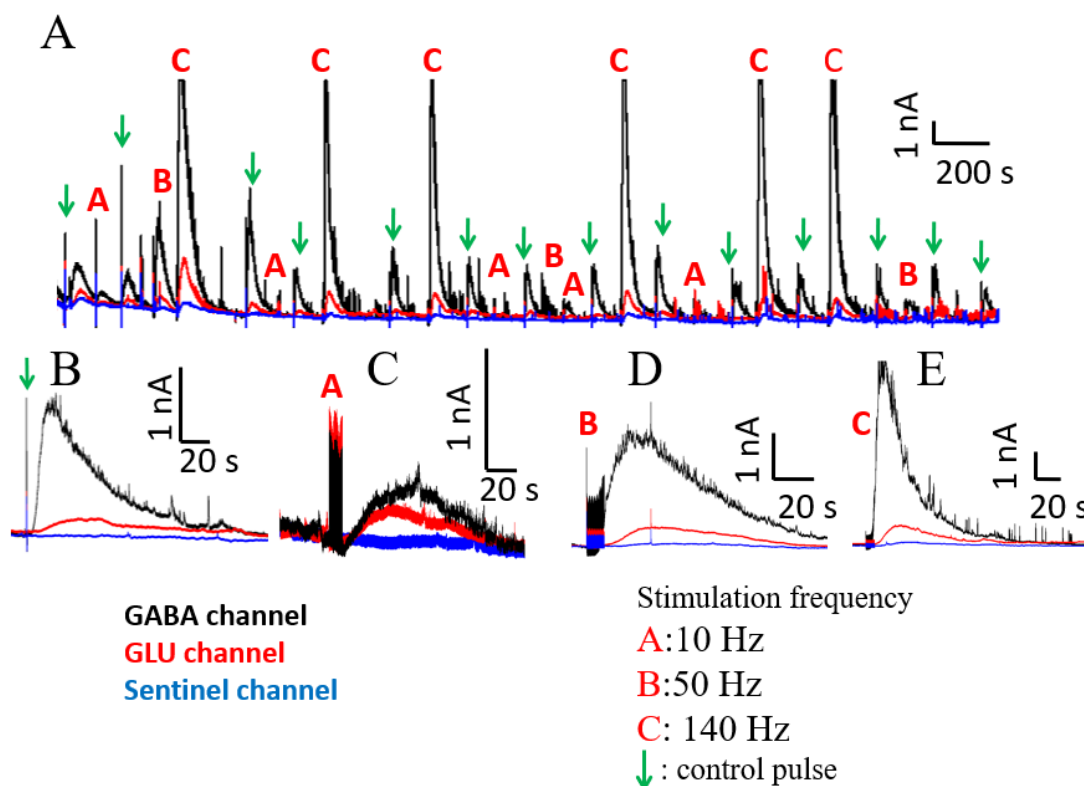 A
C C C C C C
1 nA
200 s
A B A A B A A B
B
1 nA
20 s
C
A
1 nA
20 s
D
B
1 nA
20 s
E
C
1 nA
20 s
GABA channel
GLU channel
Sentinel channel
Stimulation frequency
A:10 Hz
B:50 Hz
C: 140 Hz
: control pulse